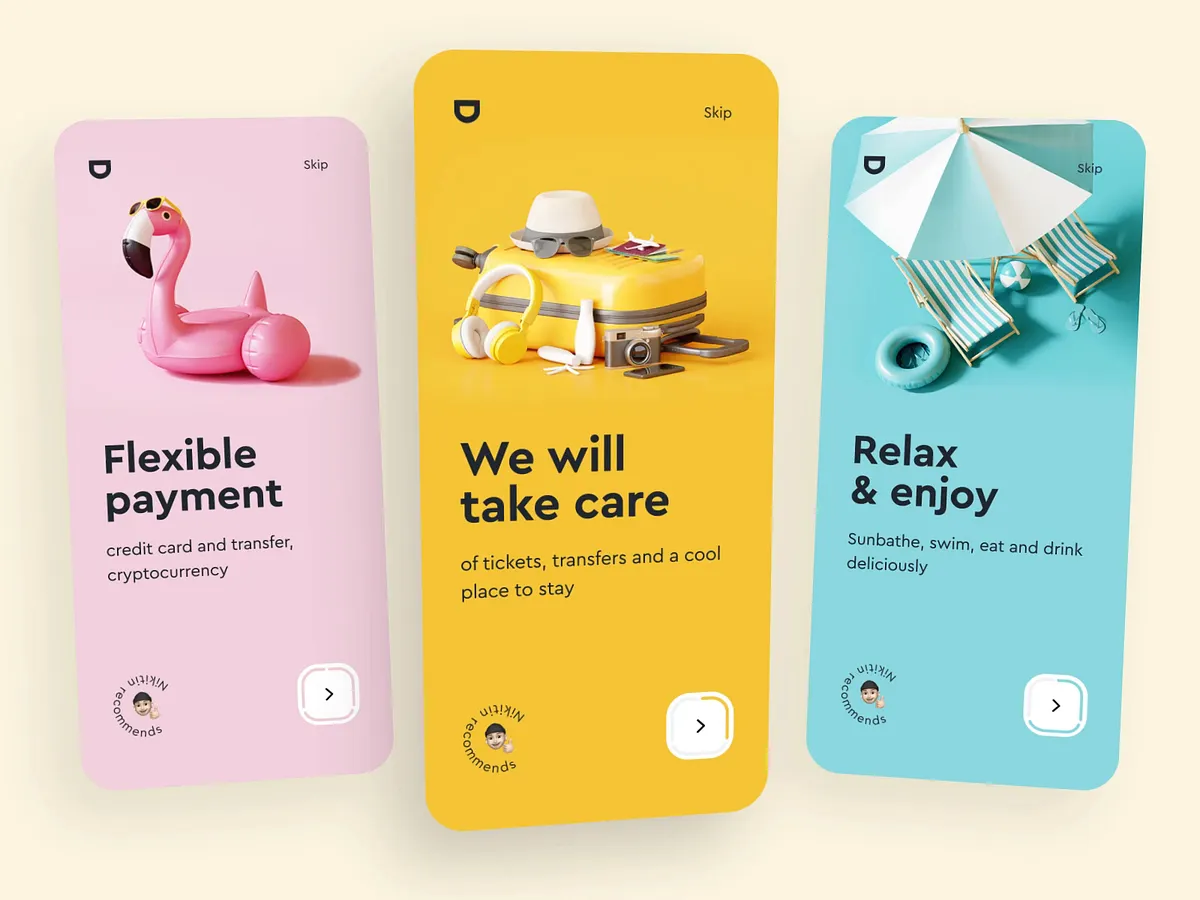 D
Skip
Flexible
payment
credit card and transfer,
cryptocurrency
Nikitin recommends
D
Skip
We will
take care
of tickets, transfers and a cool
place to stay
Nikitin recommends
D
Skip
Relax
& enjoy
Sunbathe, swim, eat and drink
deliciously
Nikitin recommends